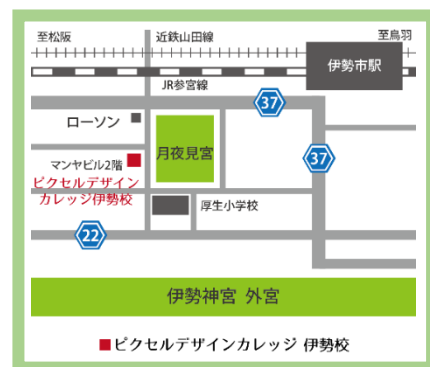 至松阪
近鉄山田線
至鳥羽
伊勢市駅
JR参宮線
37
ローソン
月夜見宮
37
マンヤビル2階
ピクセルデザイン
カレッジ伊勢校
厚生小学校
22
伊勢神宮 外宮
■ピクセルデザインカレッジ 伊勢校